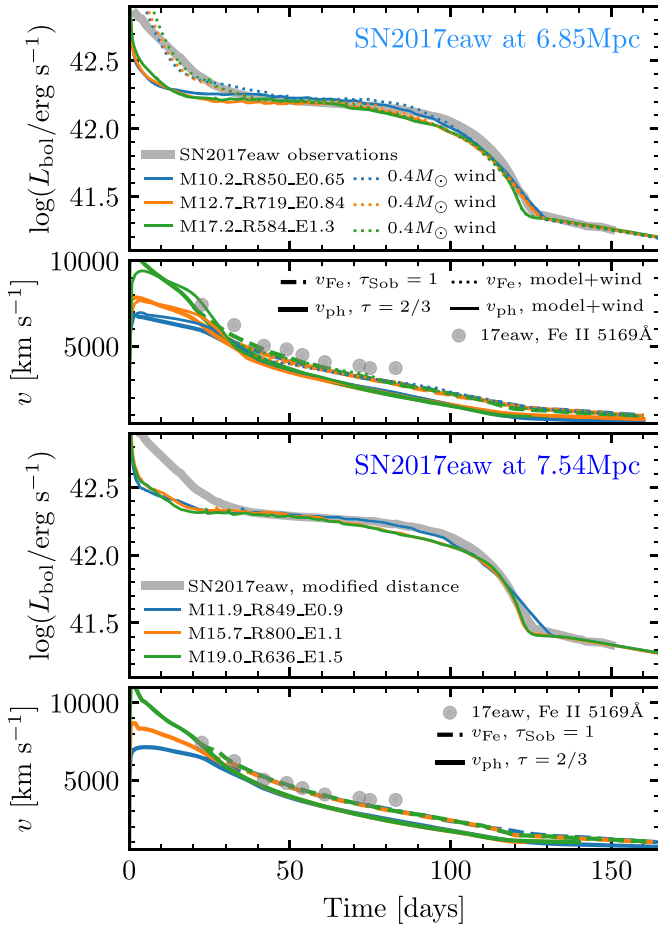 SN2017eaw at 6.85Mpc
42.5
42.0
41.5
log(L_bol/erg s⁻¹)
SN2017eaw observations
M10.2_R850_E0.65 0.4M⊙ wind
M12.7_R719_E0.84 0.4M⊙ wind
M17.2_R584_E1.3 0.4M⊙ wind
10000
5000
v [km s⁻¹]
v_Fe, τ_Sob = 1 v_Fe, model+wind
v_ph, τ = 2/3 v_ph, model+wind
17eaw, Fe II 5169Å
SN2017eaw at 7.54Mpc
42.5
42.0
41.5
log(L_bol/erg s⁻¹)
SN2017eaw, modified distance
M11.9_R849_E0.9
M15.7_R800_E1.1
M19.0_R636_E1.5
10000
5000
v [km s⁻¹]
17eaw, Fe II 5169Å
v_Fe, τ_Sob = 1
v_ph, τ = 2/3
0 50 100 150
Time [days]